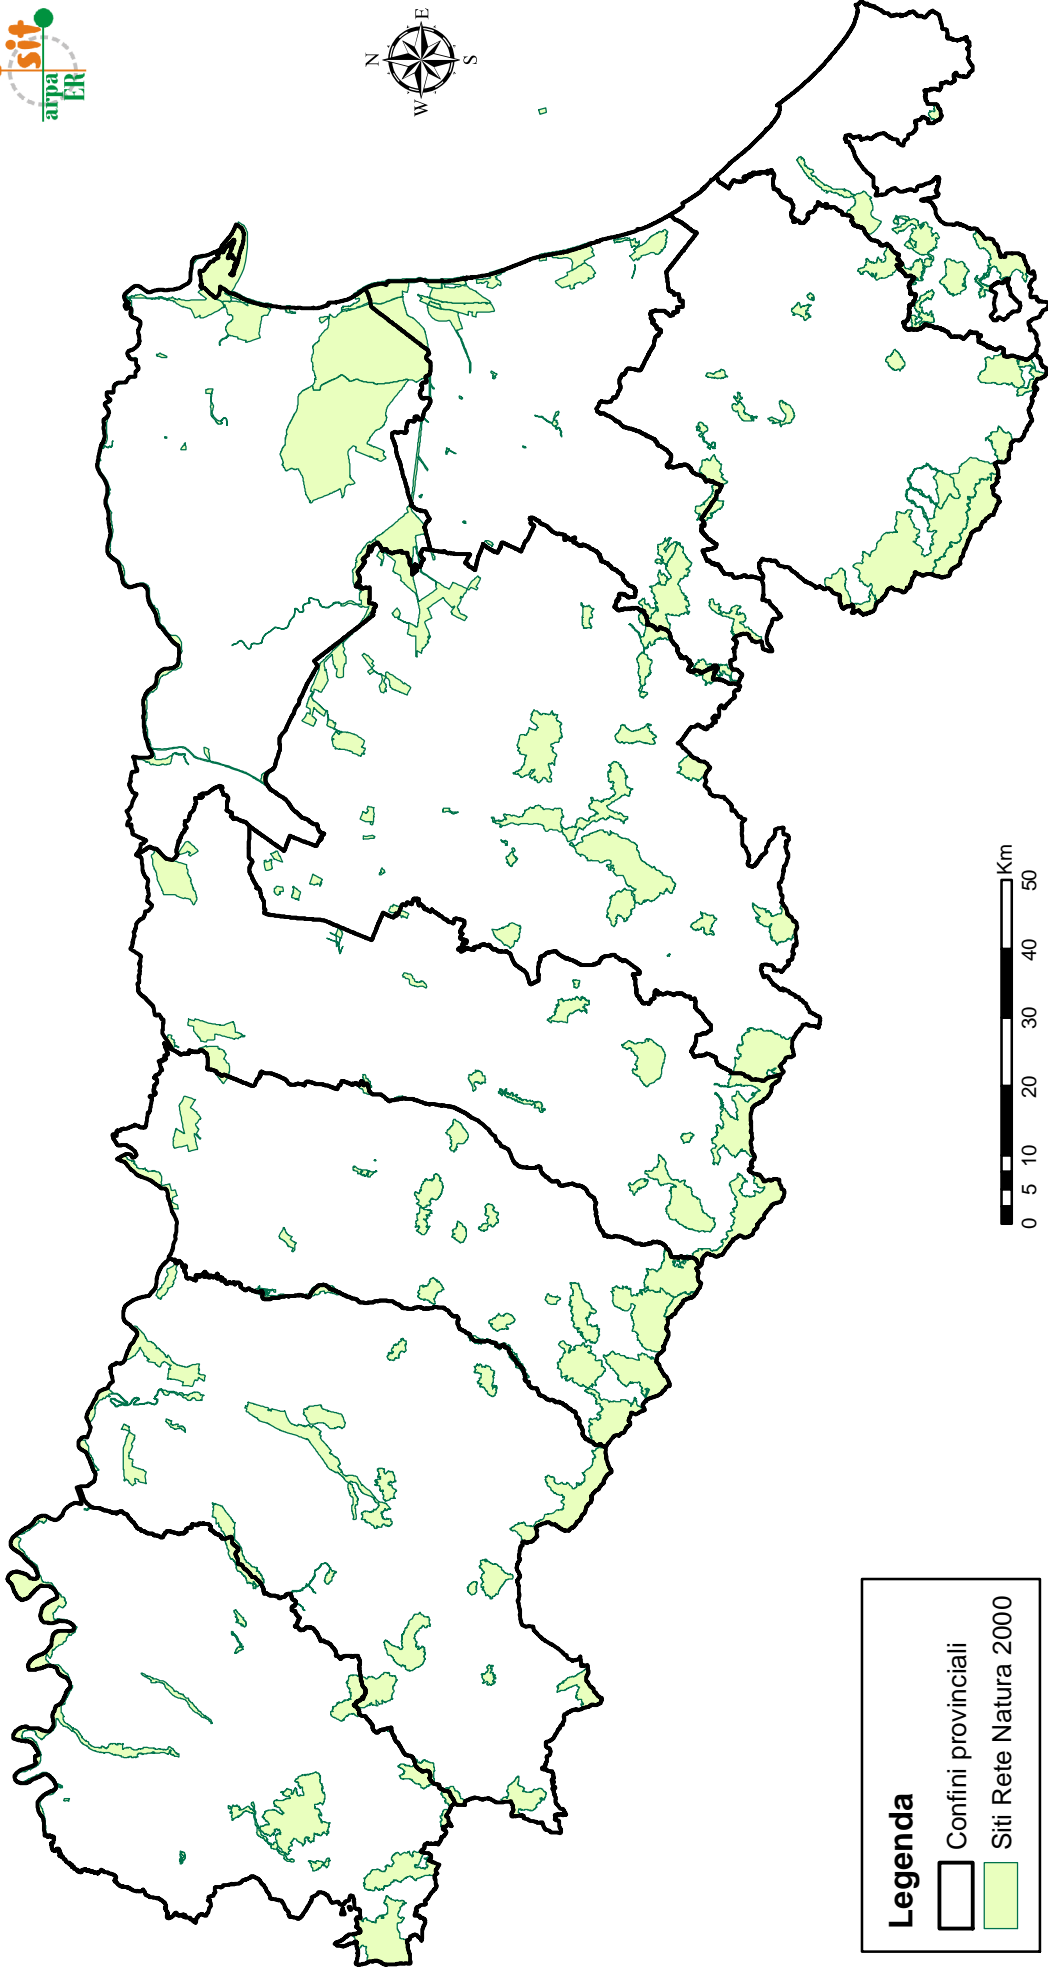 sit
arpa
ER
N
E
S
W
Km
0 5 10 20 30 40 50
Legenda
Confini provinciali
Siti Rete Natura 2000